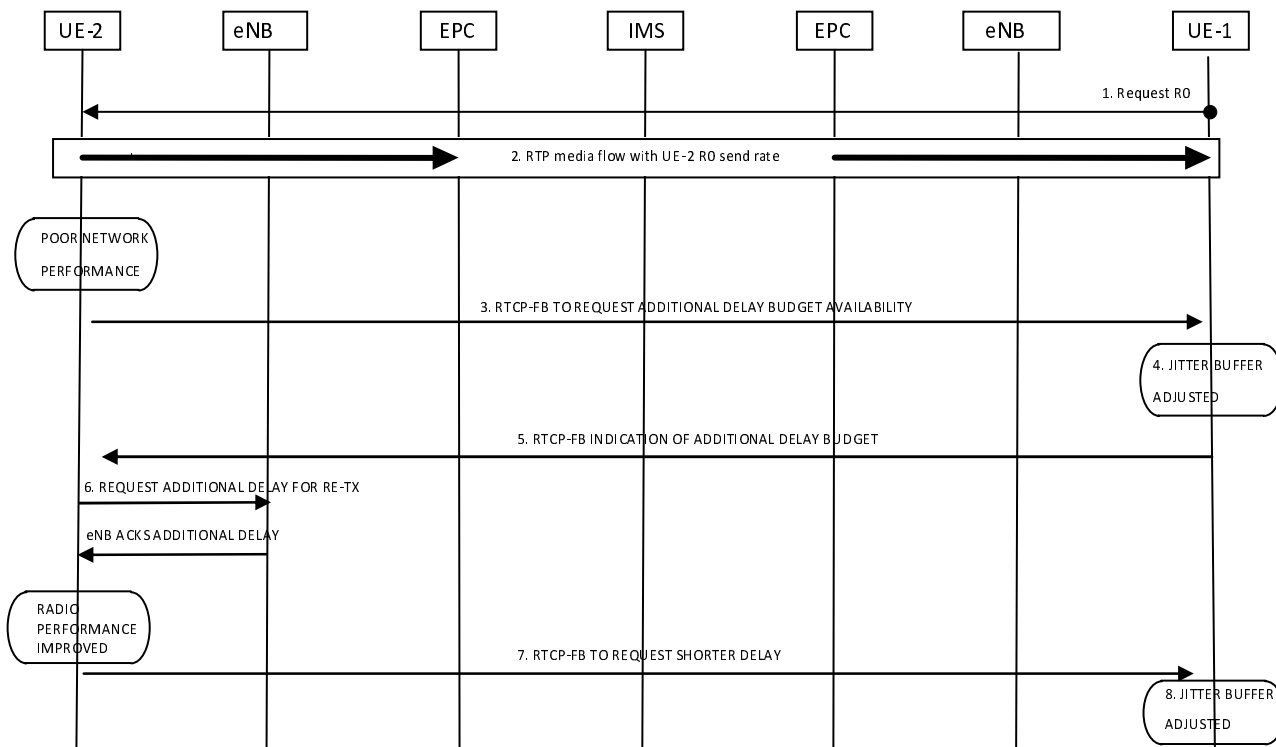 UE-2
eNB
EPC
IMS
EPC
eNB
UE-1
1. Request R0
2. RTP media flow with UE-2 R0 send rate
POOR NETWORK
PERFORMANCE
3. RTCP-FB TO REQUEST ADDITIONAL DELAY BUDGET AVAILABILITY
4. JITTER BUFFER
ADJUSTED
5. RTCP-FB INDICATION OF ADDITIONAL DELAY BUDGET
6. REQUEST ADDITIONAL DELAY FOR RE-TX
eNB ACKS ADDITIONAL DELAY
RADIO
PERFORMANCE
IMPROVED
7. RTCP-FB TO REQUEST SHORTER DELAY
8. JITTER BUFFER
ADJUSTED